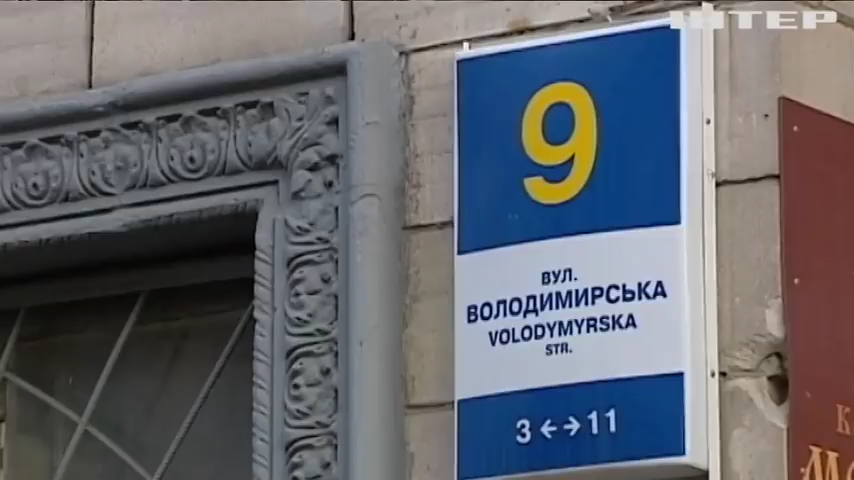 ІНТЕР
9
ВУЛ.
ВОЛОДИМИРСЬКА
VOLODYMYRSKA
STR.
3 ←→ 11